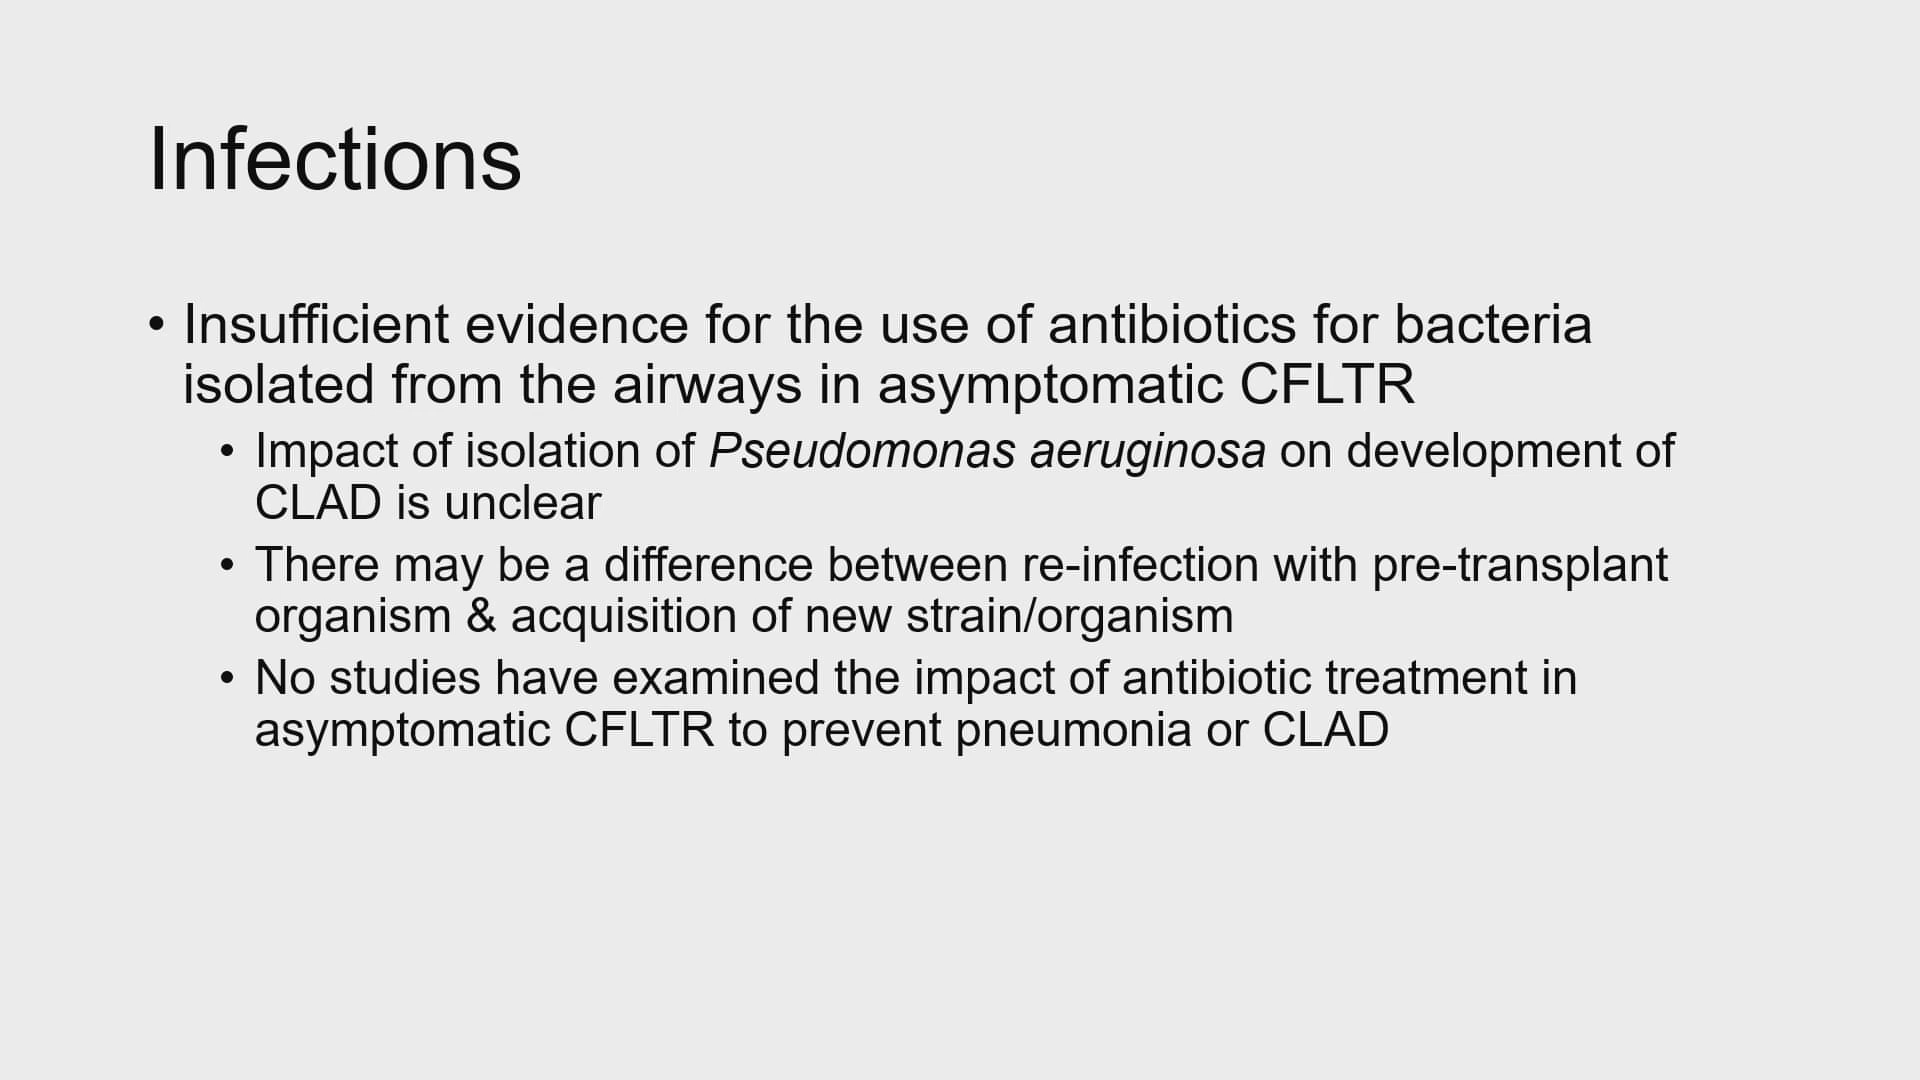 Infections
• Insufficient evidence for the use of antibiotics for bacteria
isolated from the airways in asymptomatic CFLTR
• Impact of isolation of Pseudomonas aeruginosa on development of
CLAD is unclear
• There may be a difference between re-infection with pre-transplant
organism & acquisition of new strain/organism
• No studies have examined the impact of antibiotic treatment in
asymptomatic CFLTR to prevent pneumonia or CLAD